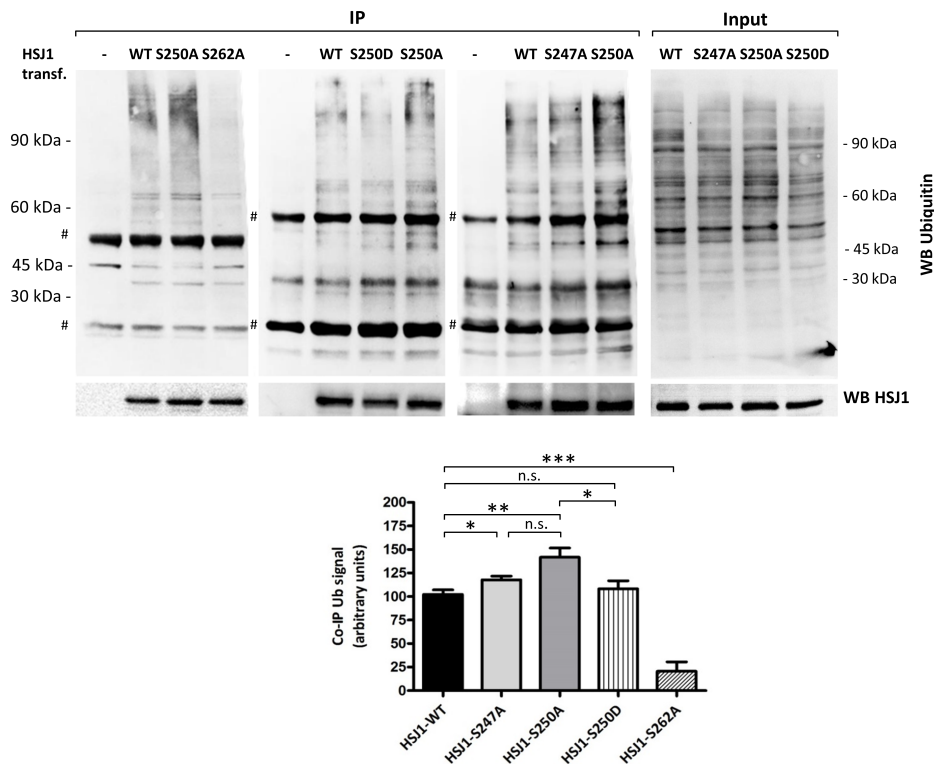 IP
Input
HSJ1
transf.
- WT S250A S262A
- WT S250D S250A
- WT S247A S250A
WT S247A S250A S250D
90 kDa -
60 kDa -
#
45 kDa -
30 kDa -
#
#
#
#
#
- 90 kDa
- 60 kDa
- 45 kDa
- 30 kDa
WB Ubiquitin
WB HSJ1
***
n.s.
**
*
*
n.s.
Co-IP Ub signal
(arbitrary units)
200
175
150
125
100
75
50
25
0
HSJ1-WT
HSJ1-S247A
HSJ1-S250A
HSJ1-S250D
HSJ1-S262A